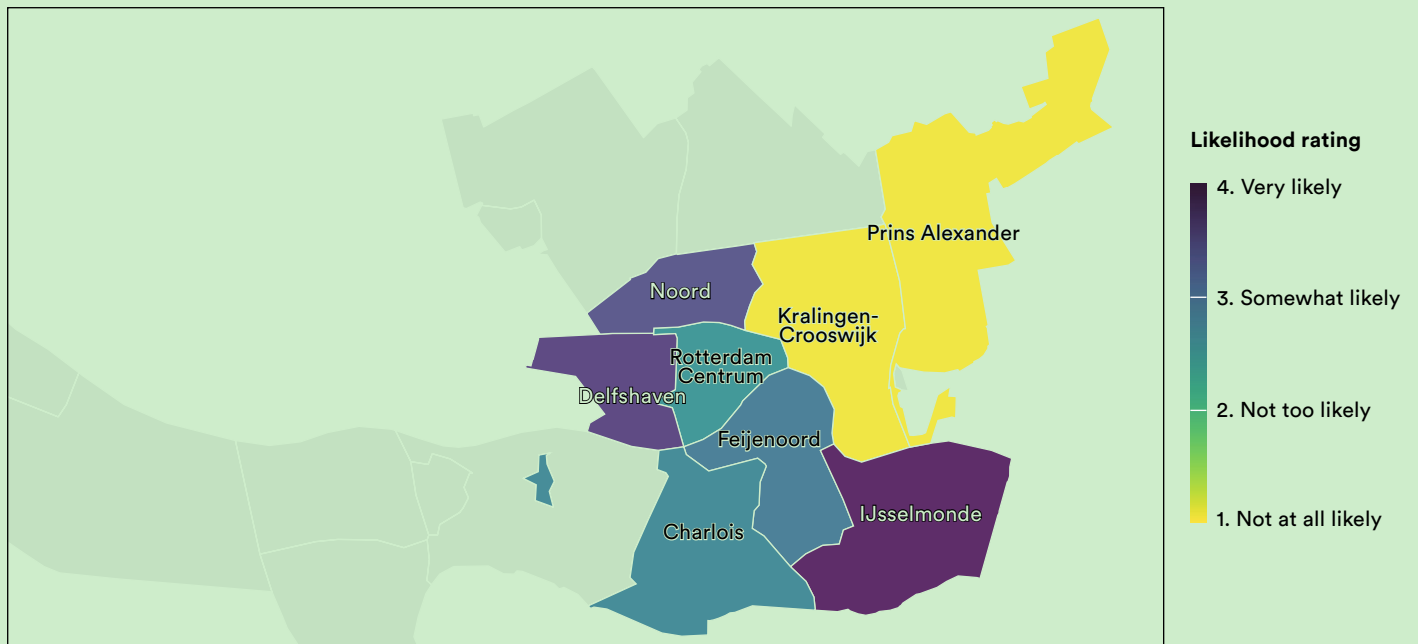 Prins Alexander
Noord
Kralingen-
Crooswijk
Rotterdam
Centrum
Delfshaven
Feijenoord
IJsselmonde
Charlois
Likelihood rating
4. Very likely
3. Somewhat likely
2. Not too likely
1. Not at all likely